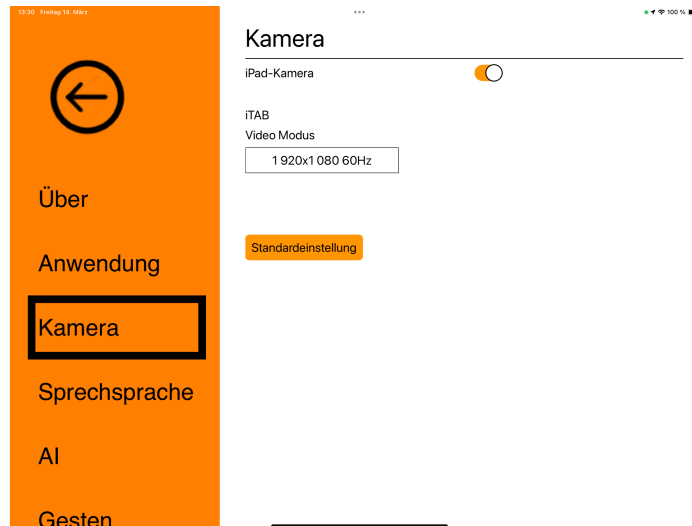 13:30 Freitag 14. März
100 %
Kamera
iPad-Kamera
iTAB
Video Modus
1 920x1 080 60Hz
Standardeinstellung
Über
Anwendung
Kamera
Sprechsprache
AI
Gesten